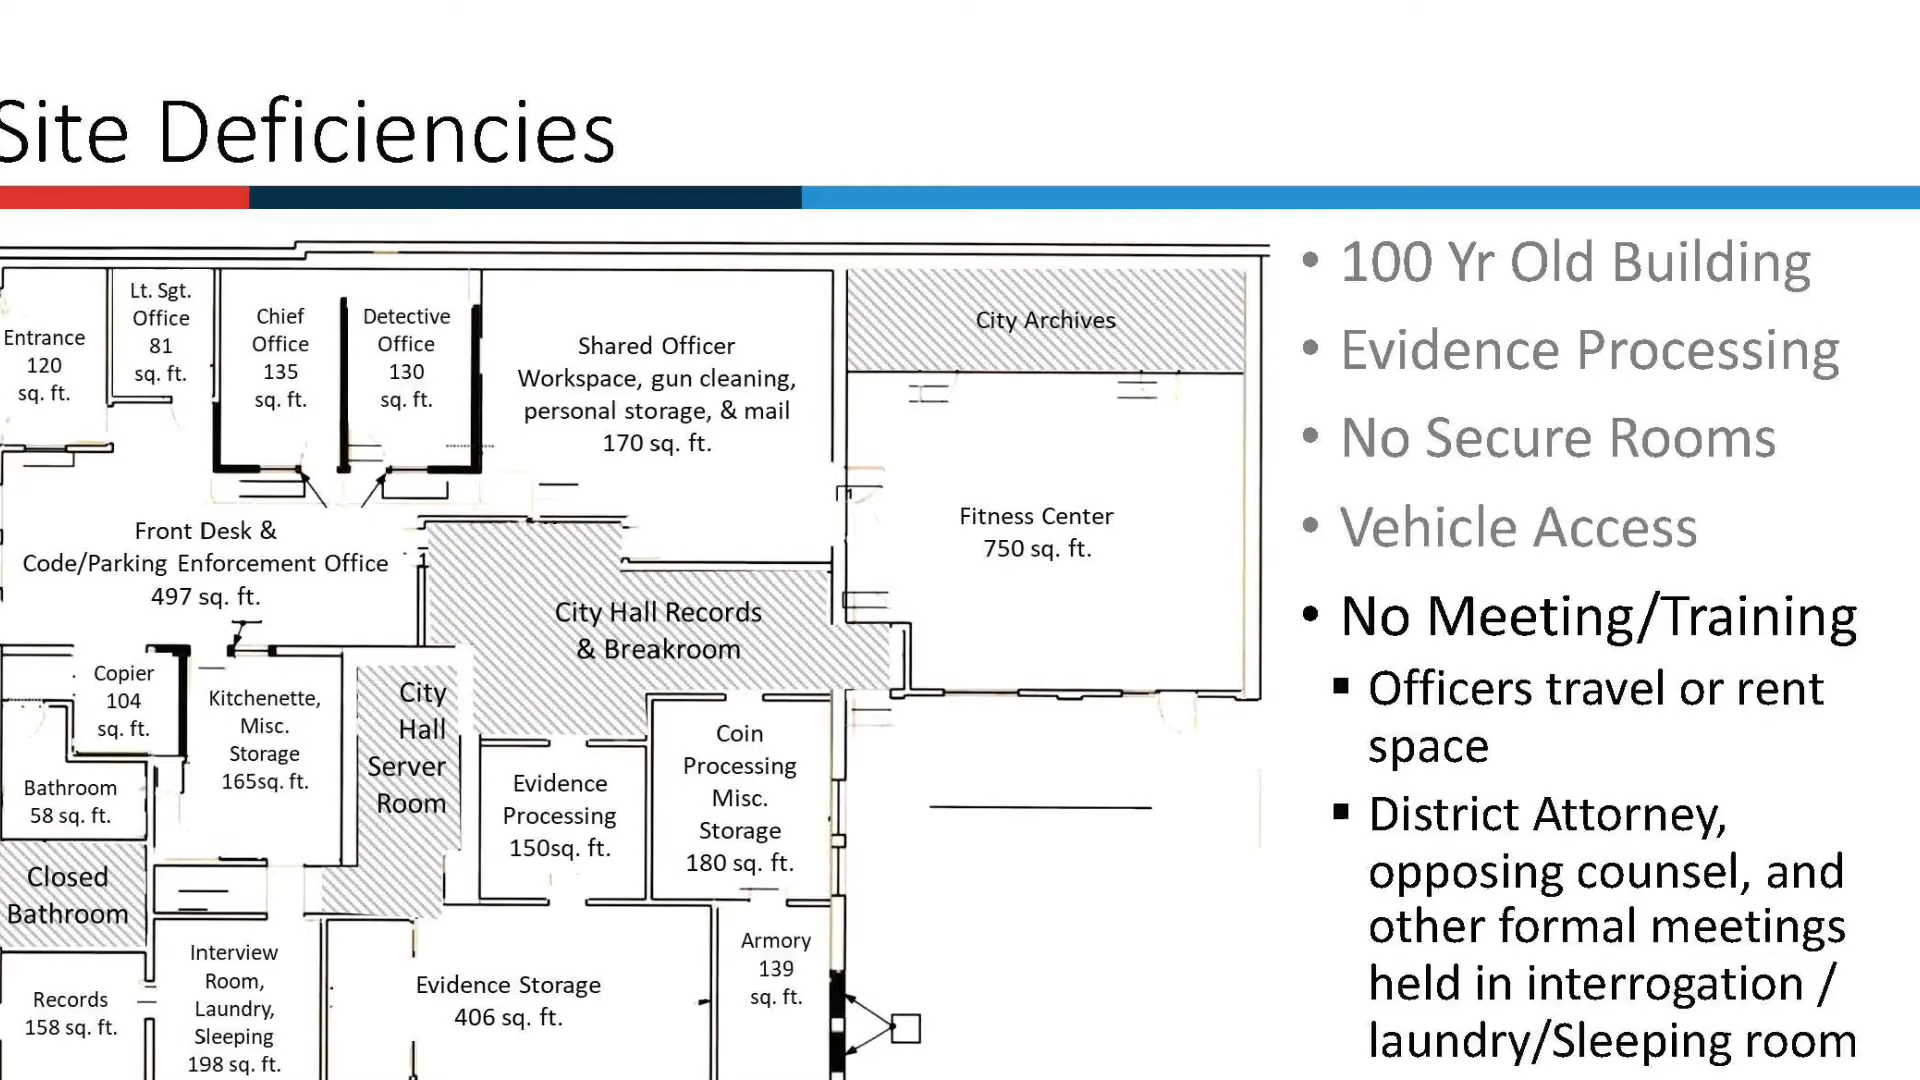 Site Deficiencies
Entrance
120
sq. ft.
Lt. Sgt.
Office
81
sq. ft.
Chief
Office
135
sq. ft.
Detective
Office
130
sq. ft.
Shared Officer
Workspace, gun cleaning,
personal storage, & mail
170 sq. ft.
City Archives
Fitness Center
750 sq. ft.
Front Desk &
Code/Parking Enforcement Office
497 sq. ft.
City Hall Records
& Breakroom
Copier
104
sq. ft.
Kitchenette,
Misc.
Storage
165sq. ft.
City
Hall
Server
Room
Bathroom
58 sq. ft.
Evidence
Processing
150sq. ft.
Coin
Processing
Misc.
Storage
180 sq. ft.
Closed
Bathroom
Records
158 sq. ft.
Interview
Room,
Laundry,
Sleeping
198 sq. ft.
Evidence Storage
406 sq. ft.
Armory
139
sq. ft.
• 100 Yr Old Building
• Evidence Processing
• No Secure Rooms
• Vehicle Access
• No Meeting/Training
▪ Officers travel or rent
space
▪ District Attorney,
opposing counsel, and
other formal meetings
held in interrogation /
laundry/Sleeping room